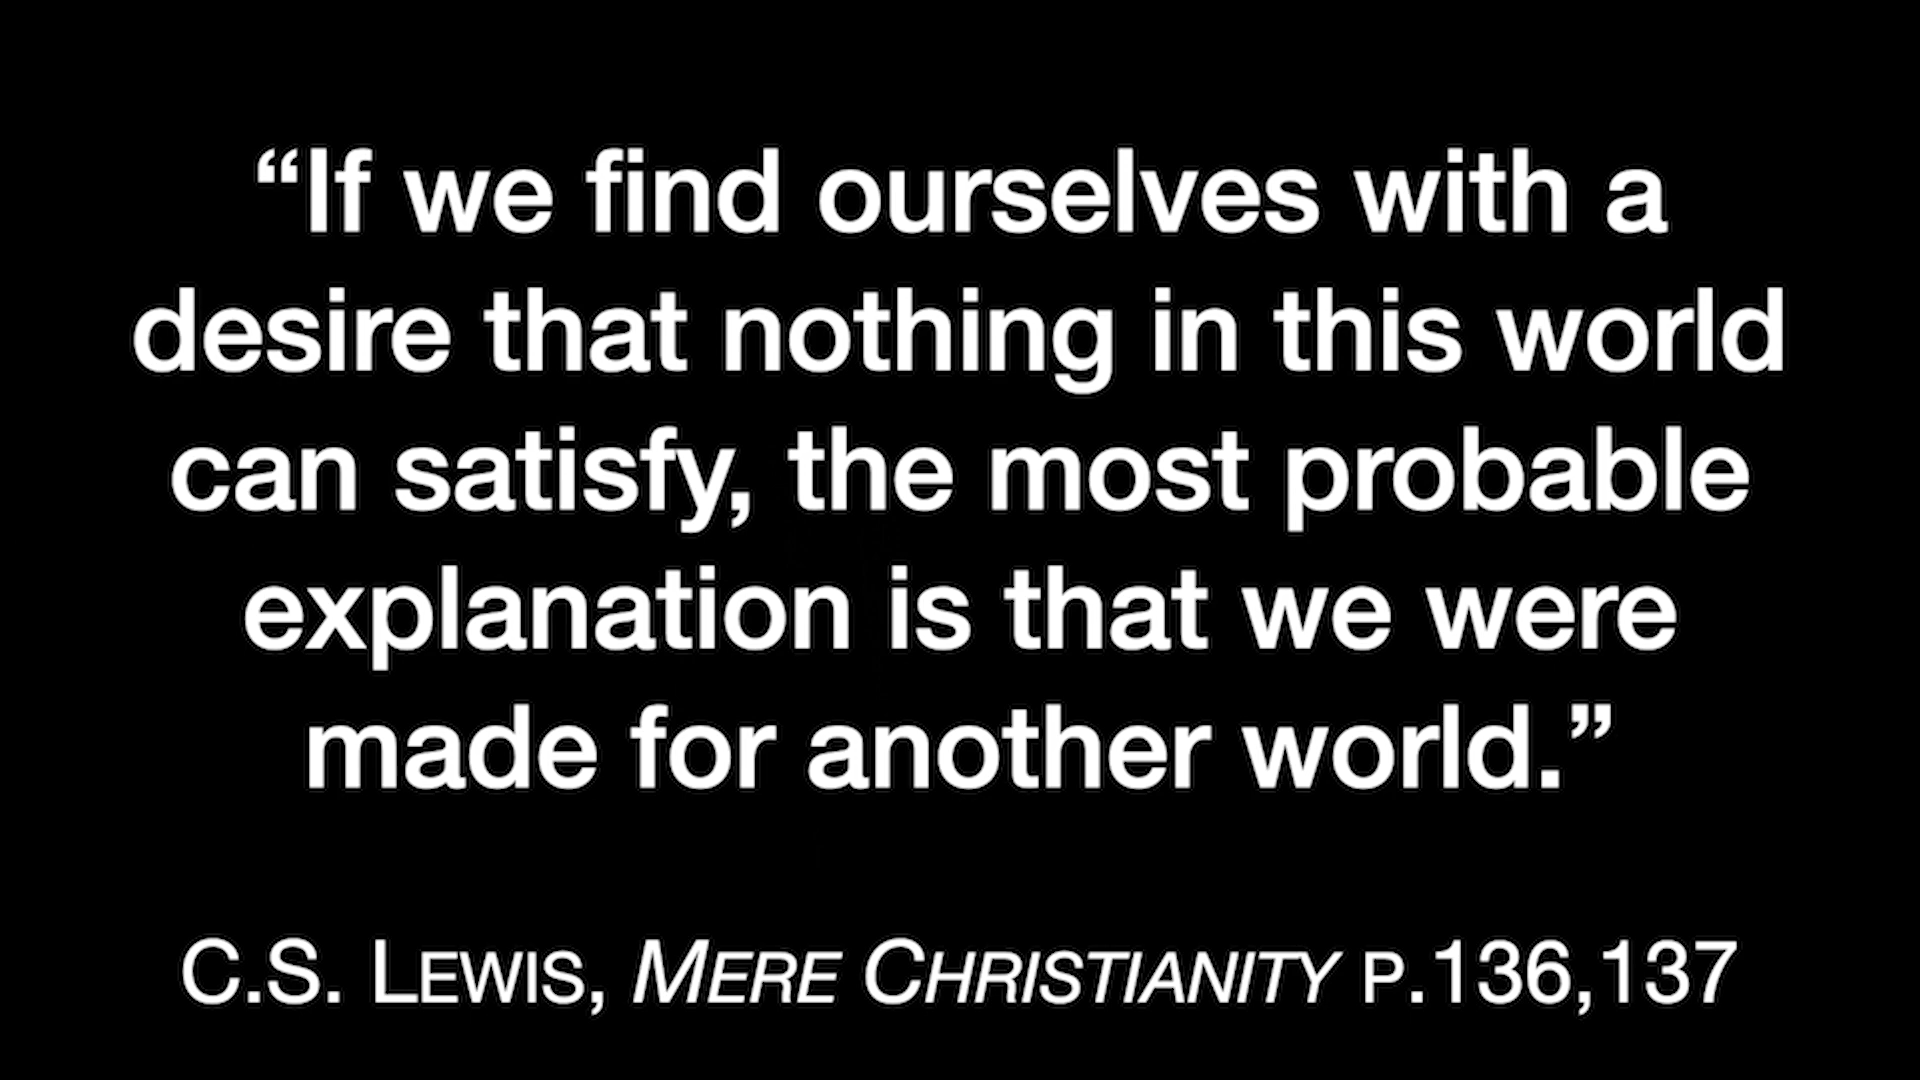 “If we find ourselves with a
desire that nothing in this world
can satisfy, the most probable
explanation is that we were
made for another world.”
C.S. LEWIS, MERE CHRISTIANITY P.136,137